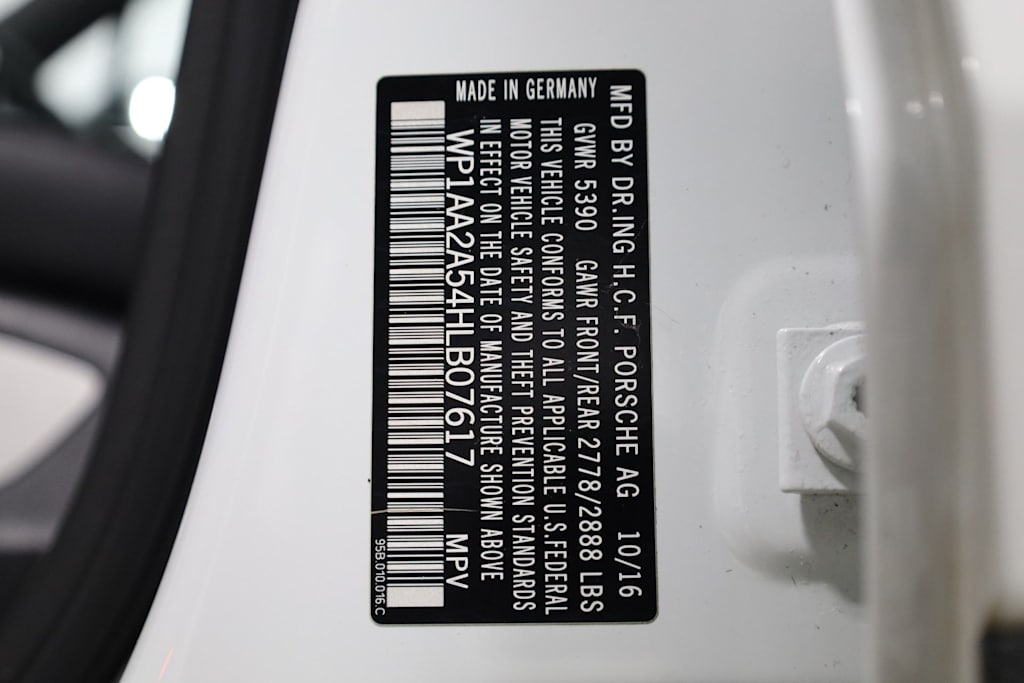 MFD BY DR.ING H.C.F. PORSCHE AG 10/16
GVWR 5390 GAWR FRONT/REAR 2778/2888 LBS
THIS VEHICLE CONFORMS TO ALL APPLICABLE U.S.FEDERAL
MOTOR VEHICLE SAFETY AND THEFT PREVENTION STANDARDS
IN EFFECT ON THE DATE OF MANUFACTURE SHOWN ABOVE
WP1AA2A54HLB07617 MPV
MADE IN GERMANY
95B.010.016.C